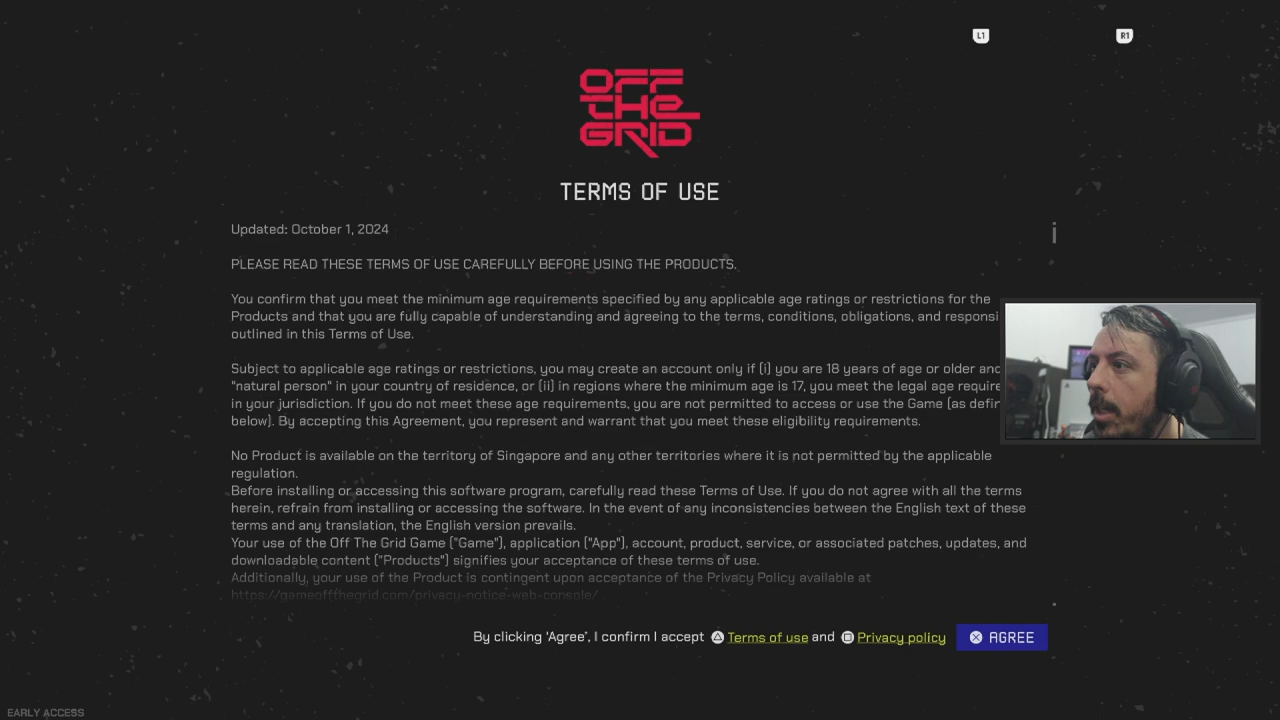 L1
R1
OFF
THE
GRID
TERMS OF USE
Updated: October 1, 2024
PLEASE READ THESE TERMS OF USE CAREFULLY BEFORE USING THE PRODUCTS.
You confirm that you meet the minimum age requirements specified by any applicable age ratings or restrictions for the
Products and that you are fully capable of understanding and agreeing to the terms, conditions, obligations, and responsi
outlined in this Terms of Use.
Subject to applicable age ratings or restrictions, you may create an account only if (i) you are 18 years of age or older and
"natural person" in your country of residence, or (ii) in regions where the minimum age is 17, you meet the legal age require
in your jurisdiction. If you do not meet these age requirements, you are not permitted to access or use the Game (as defin
below). By accepting this Agreement, you represent and warrant that you meet these eligibility requirements.
No Product is available on the territory of Singapore and any other territories where it is not permitted by the applicable
regulation.
Before installing or accessing this software program, carefully read these Terms of Use. If you do not agree with all the terms
herein, refrain from installing or accessing the software. In the event of any inconsistencies between the English text of these
terms and any translation, the English version prevails.
Your use of the Off The Grid Game ("Game"), application ("App"), account, product, service, or associated patches, updates, and
downloadable content ("Products") signifies your acceptance of these terms of use.
Additionally, your use of the Product is contingent upon acceptance of the Privacy Policy available at
https://gameoffthegrid.com/privacy-notice-web-console/ .
By clicking 'Agree', I confirm I accept Terms of use and Privacy policy AGREE
EARLY ACCESS